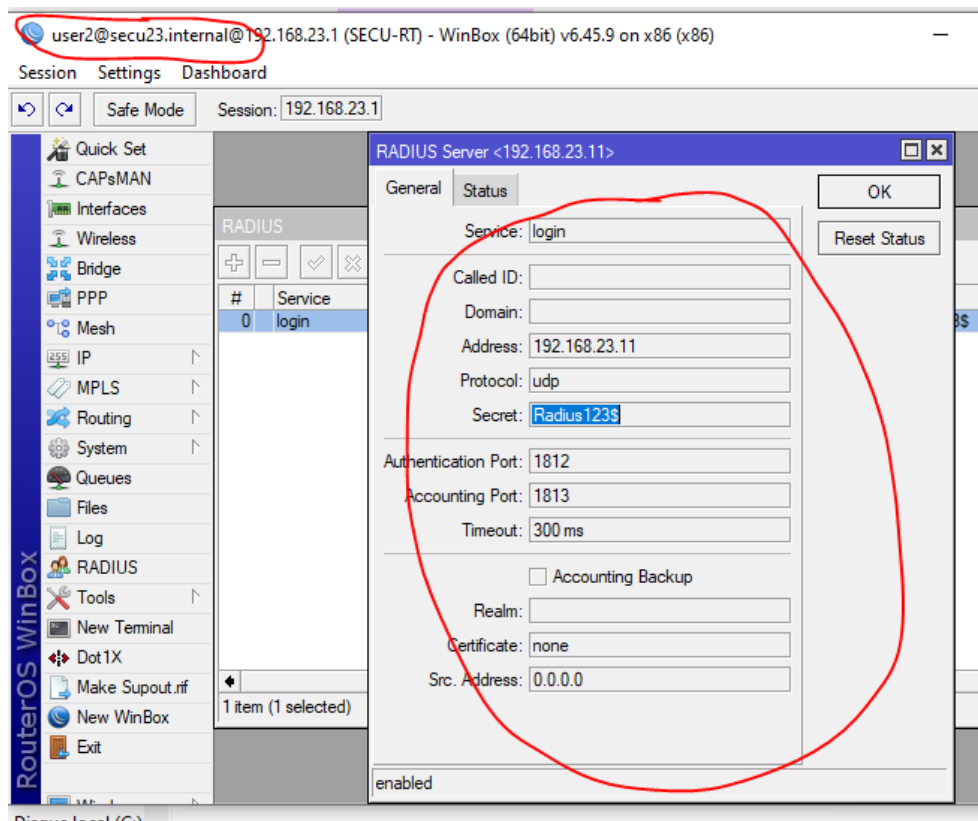 user2@secu23.internal@192.168.23.1 (SECU-RT) - WinBox (64bit) v6.45.9 on x86 (x86)
Session Settings Dashboard
Safe Mode Session: 192.168.23.1
Quick Set
CAPsMAN
Interfaces
Wireless
Bridge
PPP
Mesh
IP
MPLS
Routing
System
Queues
Files
Log
RADIUS
Tools
New Terminal
Dot1X
Make Supout.rif
New WinBox
Exit
RouterOS WinBox
RADIUS
# Service
0 login
3$
1 item (1 selected)
RADIUS Server <192.168.23.11>
General Status
OK
Reset Status
Service: login
Called ID:
Domain:
Address: 192.168.23.11
Protocol: udp
Secret: Radius123$
Authentication Port: 1812
Accounting Port: 1813
Timeout: 300 ms
Accounting Backup
Realm:
Certificate: none
Src. Address: 0.0.0.0
enabled